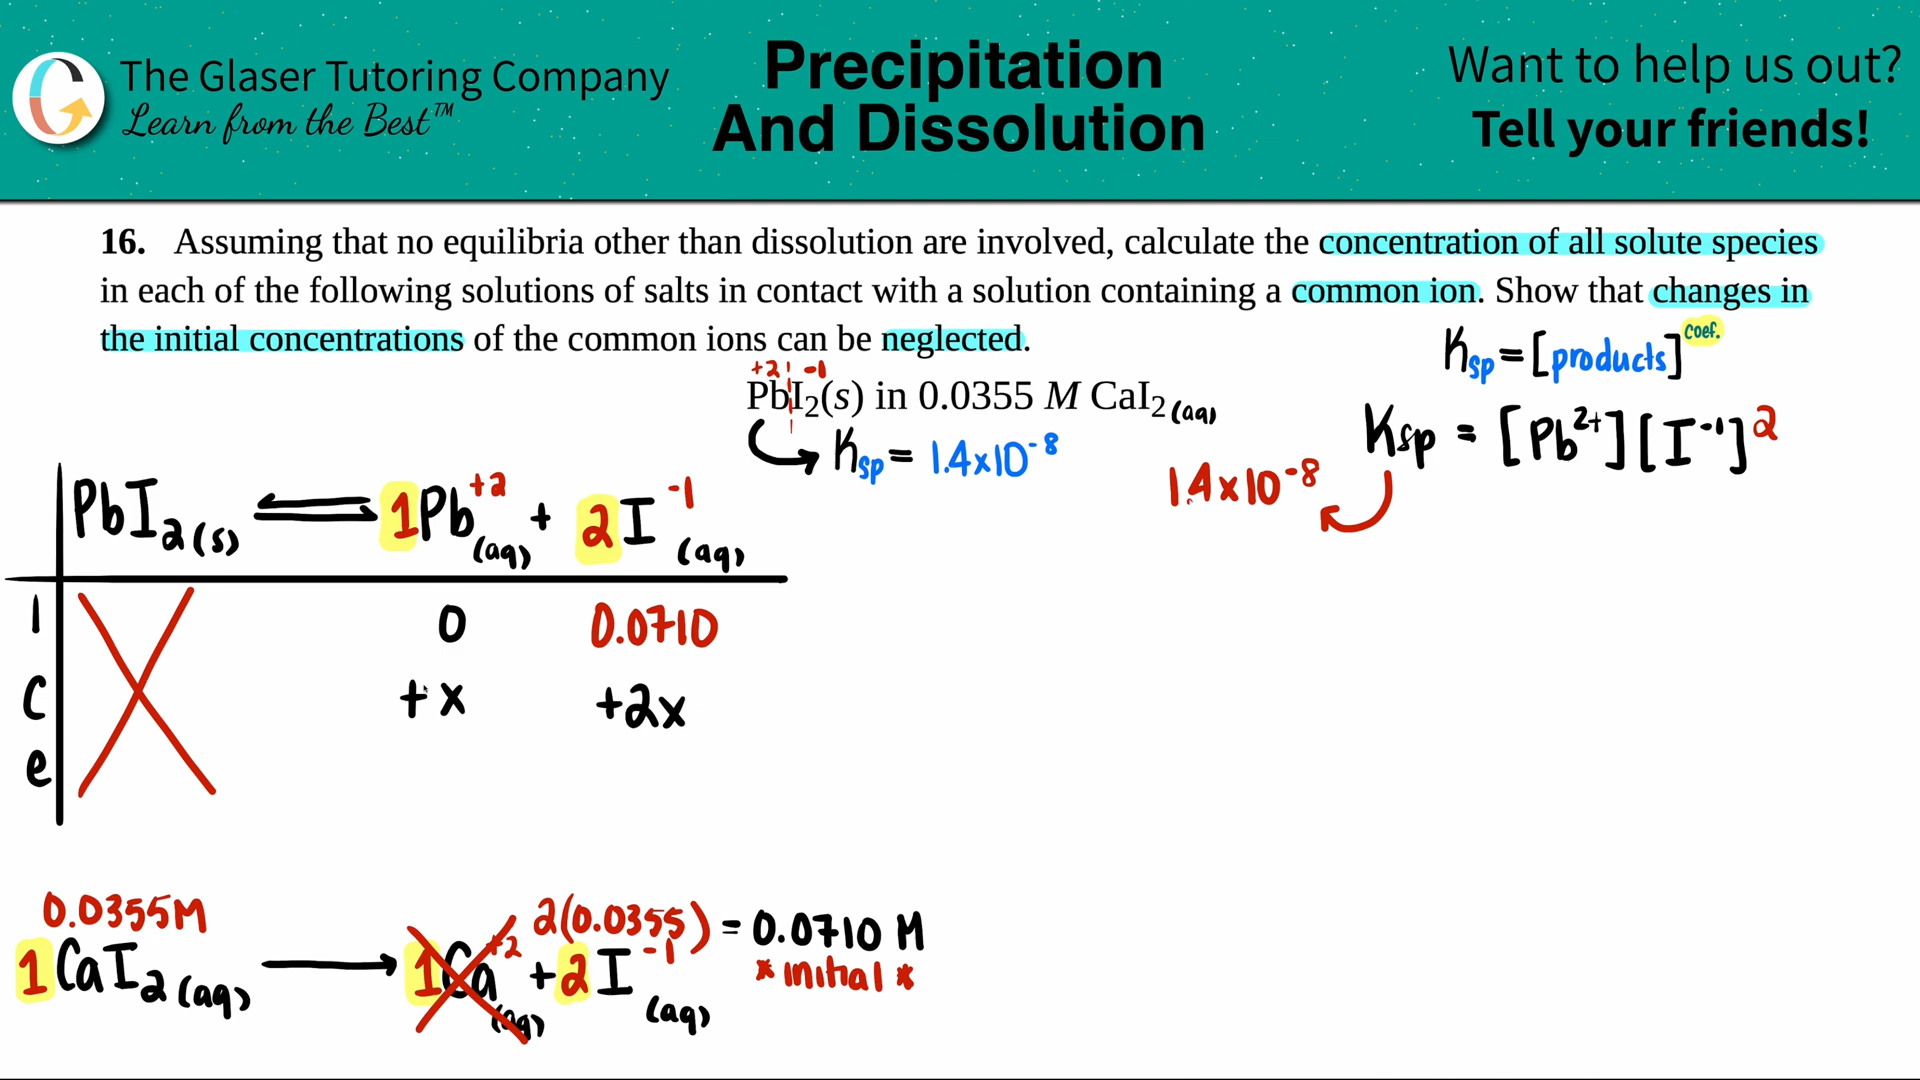 The Glaser Tutoring Company
Learn from the Best™
Precipitation
And Dissolution
Want to help us out?
Tell your friends!
16. Assuming that no equilibria other than dissolution are involved, calculate the concentration of all solute species
in each of the following solutions of salts in contact with a solution containing a common ion. Show that changes in
the initial concentrations of the common ions can be neglected.
Ksp = [products]^coef.
+2 -1
PbI₂(s) in 0.0355 M CaI₂(aq)
Ksp = 1.4x10⁻⁸
Ksp = [Pb²⁺][I⁻¹]²
1.4x10⁻⁸
PbI₂(s) ⇌ 1Pb⁺²(aq) + 2I⁻¹(aq)
I 0 0.0710
C +x +2x
e
0.0355M 2(0.0355) = 0.0710 M
1CaI₂(aq) → 1Ca⁺²(aq) + 2I⁻¹(aq) *initial*